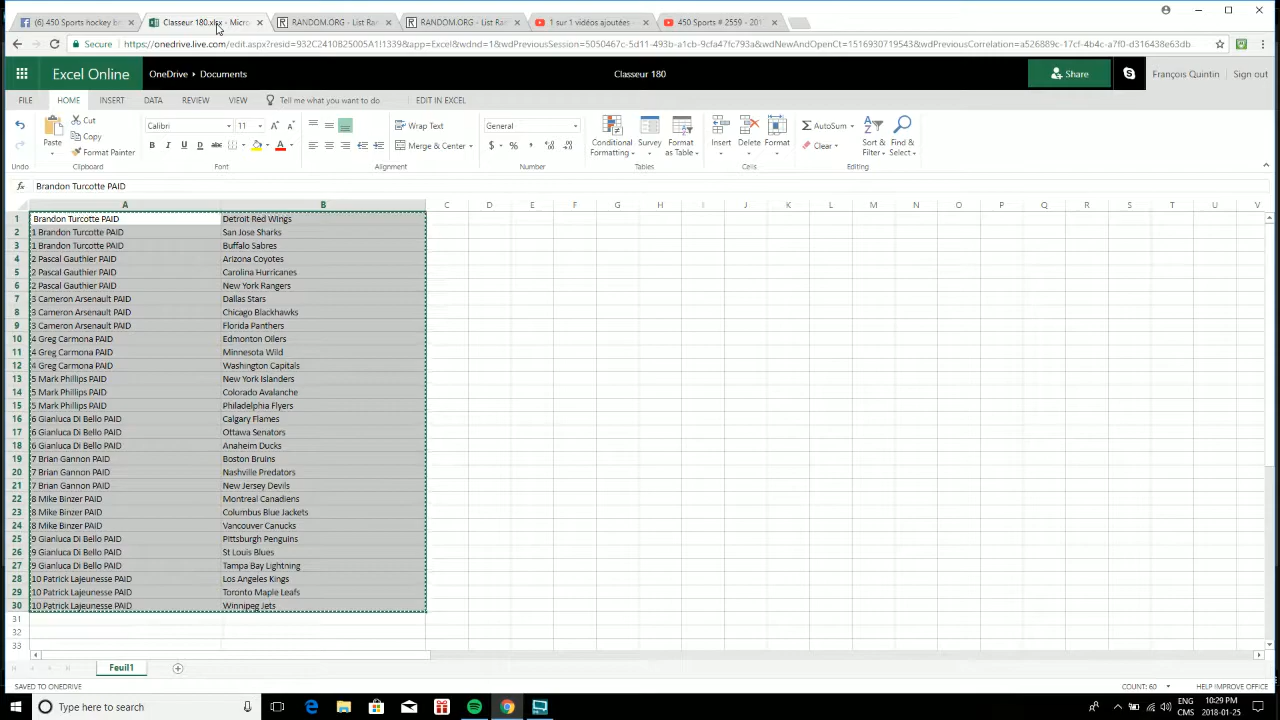 (6) 450 Sports hockey b
Classeur 180.xlsx - Micro
RANDOM.ORG - List Ran
RANDOM.ORG - List Ran
1 sur 1 vidéos ajoutées -
450 Sports # 2559 - 201
Secure
https://onedrive.live.com/edit.aspx?resid=932C2410B25005A1!1339&app=Excel&wdnd=1&wdPreviousSession=5050467c-5d11-493b-a1cb-9cfa47fc793a&wdNewAndOpenCt=1516930719543&wdPreviousCorrelation=a526889c-17cf-4b4c-a7f0-d316438e63db...
Excel Online
OneDrive ▸ Documents
Classeur 180
Share
François Quintin
Sign out
FILE HOME INSERT DATA REVIEW VIEW Tell me what you want to do EDIT IN EXCEL
Cut
Copy
Format Painter
Paste
Calibri 11
Wrap Text
Merge & Center
General
Conditional Formatting
Survey
Format as Table
Insert Delete Format
AutoSum
Clear
Sort & Filter
Find & Select
Undo Clipboard Font Alignment Number Tables Cells Editing
fx Brandon Turcotte PAID
A B C D E F G H I J K L M N O P Q R S T U V
1 Brandon Turcotte PAID Detroit Red Wings
2 1 Brandon Turcotte PAID San Jose Sharks
3 1 Brandon Turcotte PAID Buffalo Sabres
4 2 Pascal Gauthier PAID Arizona Coyotes
5 2 Pascal Gauthier PAID Carolina Hurricanes
6 2 Pascal Gauthier PAID New York Rangers
7 3 Cameron Arsenault PAID Dallas Stars
8 3 Cameron Arsenault PAID Chicago Blackhawks
9 3 Cameron Arsenault PAID Florida Panthers
10 4 Greg Carmona PAID Edmonton Oilers
11 4 Greg Carmona PAID Minnesota Wild
12 4 Greg Carmona PAID Washington Capitals
13 5 Mark Phillips PAID New York Islanders
14 5 Mark Phillips PAID Colorado Avalanche
15 5 Mark Phillips PAID Philadelphia Flyers
16 6 Gianluca Di Bello PAID Calgary Flames
17 6 Gianluca Di Bello PAID Ottawa Senators
18 6 Gianluca Di Bello PAID Anaheim Ducks
19 7 Brian Gannon PAID Boston Bruins
20 7 Brian Gannon PAID Nashville Predators
21 7 Brian Gannon PAID New Jersey Devils
22 8 Mike Binzer PAID Montreal Canadiens
23 8 Mike Binzer PAID Columbus Blue Jackets
24 8 Mike Binzer PAID Vancouver Canucks
25 9 Gianluca Di Bello PAID Pittsburgh Penguins
26 9 Gianluca Di Bello PAID St Louis Blues
27 9 Gianluca Di Bello PAID Tampa Bay Lightning
28 10 Patrick Lajeunesse PAID Los Angeles Kings
29 10 Patrick Lajeunesse PAID Toronto Maple Leafs
30 10 Patrick Lajeunesse PAID Winnipeg Jets
31
32
33
Feuil1
SAVED TO ONEDRIVE
COUNT: 60
HELP IMPROVE OFFICE
Type here to search
ENG
CMS
10:29 PM
2018-01-25